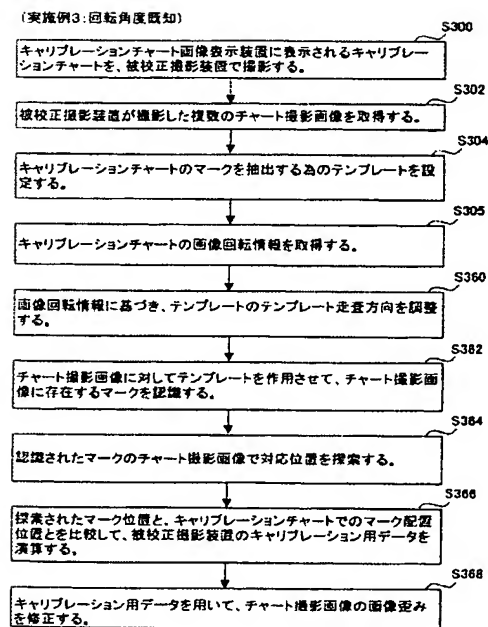 (実施例3:回転角度既知)
S300
キャリブレーションチャート画像表示装置に表示されるキャリブレー
ションチャートを、被校正撮影装置で撮影する。
S302
被校正撮影装置が撮影した複数のチャート撮影画像を取得する。
S304
キャリブレーションチャートのマークを抽出する為のテンプレートを設
定する。
S305
キャリブレーションチャートの画像回転情報を取得する。
S360
画像回転情報に基づき、テンプレートのテンプレート走査方向を調整
する。
S362
チャート撮影画像に対してテンプレートを作用させて、チャート撮影画
像に存在するマークを認識する。
S364
認識されたマークのチャート撮影画像で対応位置を探索する。
S366
探索されたマーク位置と、キャリブレーションチャートでのマーク配置
位置とを比較して、被校正撮影装置のキャリブレーション用データを
演算する。
S368
キャリブレーション用データを用いて、チャート撮影画像の画像歪み
を修正する。